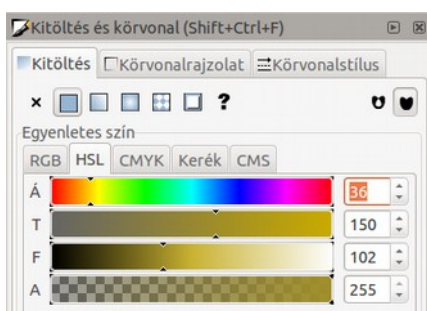 Kitöltés és körvonal (Shift+Ctrl+F)
Kitöltés Körvonalrajzolat Körvonalstílus
× ?
Egyenletes szín
RGB HSL CMYK Kerék CMS
Á 36
T 150
F 102
A 255